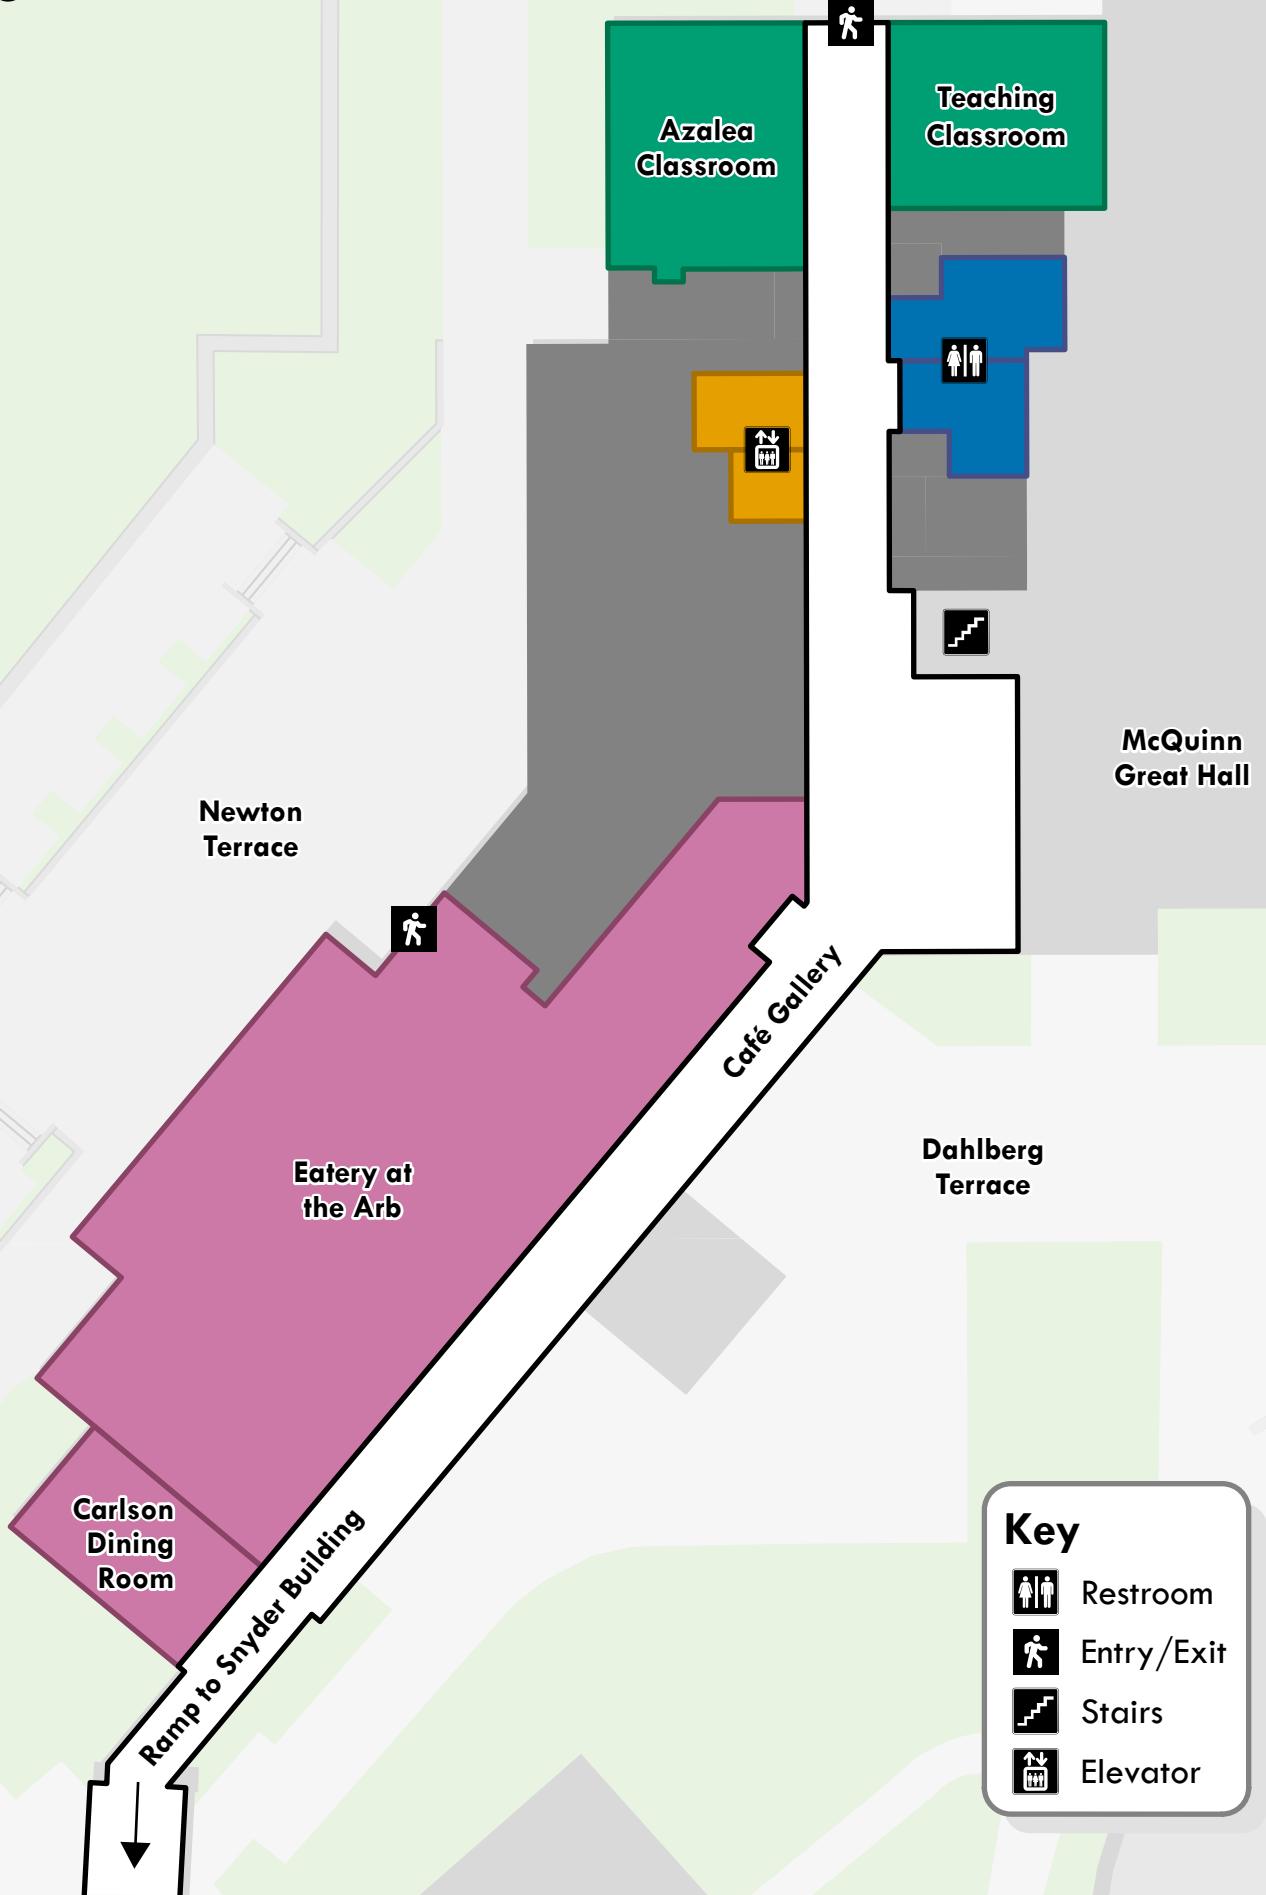 Azalea
Classroom
Teaching
Classroom
McQuinn
Great Hall
Newton
Terrace
Café Gallery
Dahlberg
Terrace
Eatery at
the Arb
Carlson
Dining
Room
Ramp to Snyder Building
Key
Restroom
Entry/Exit
Stairs
Elevator